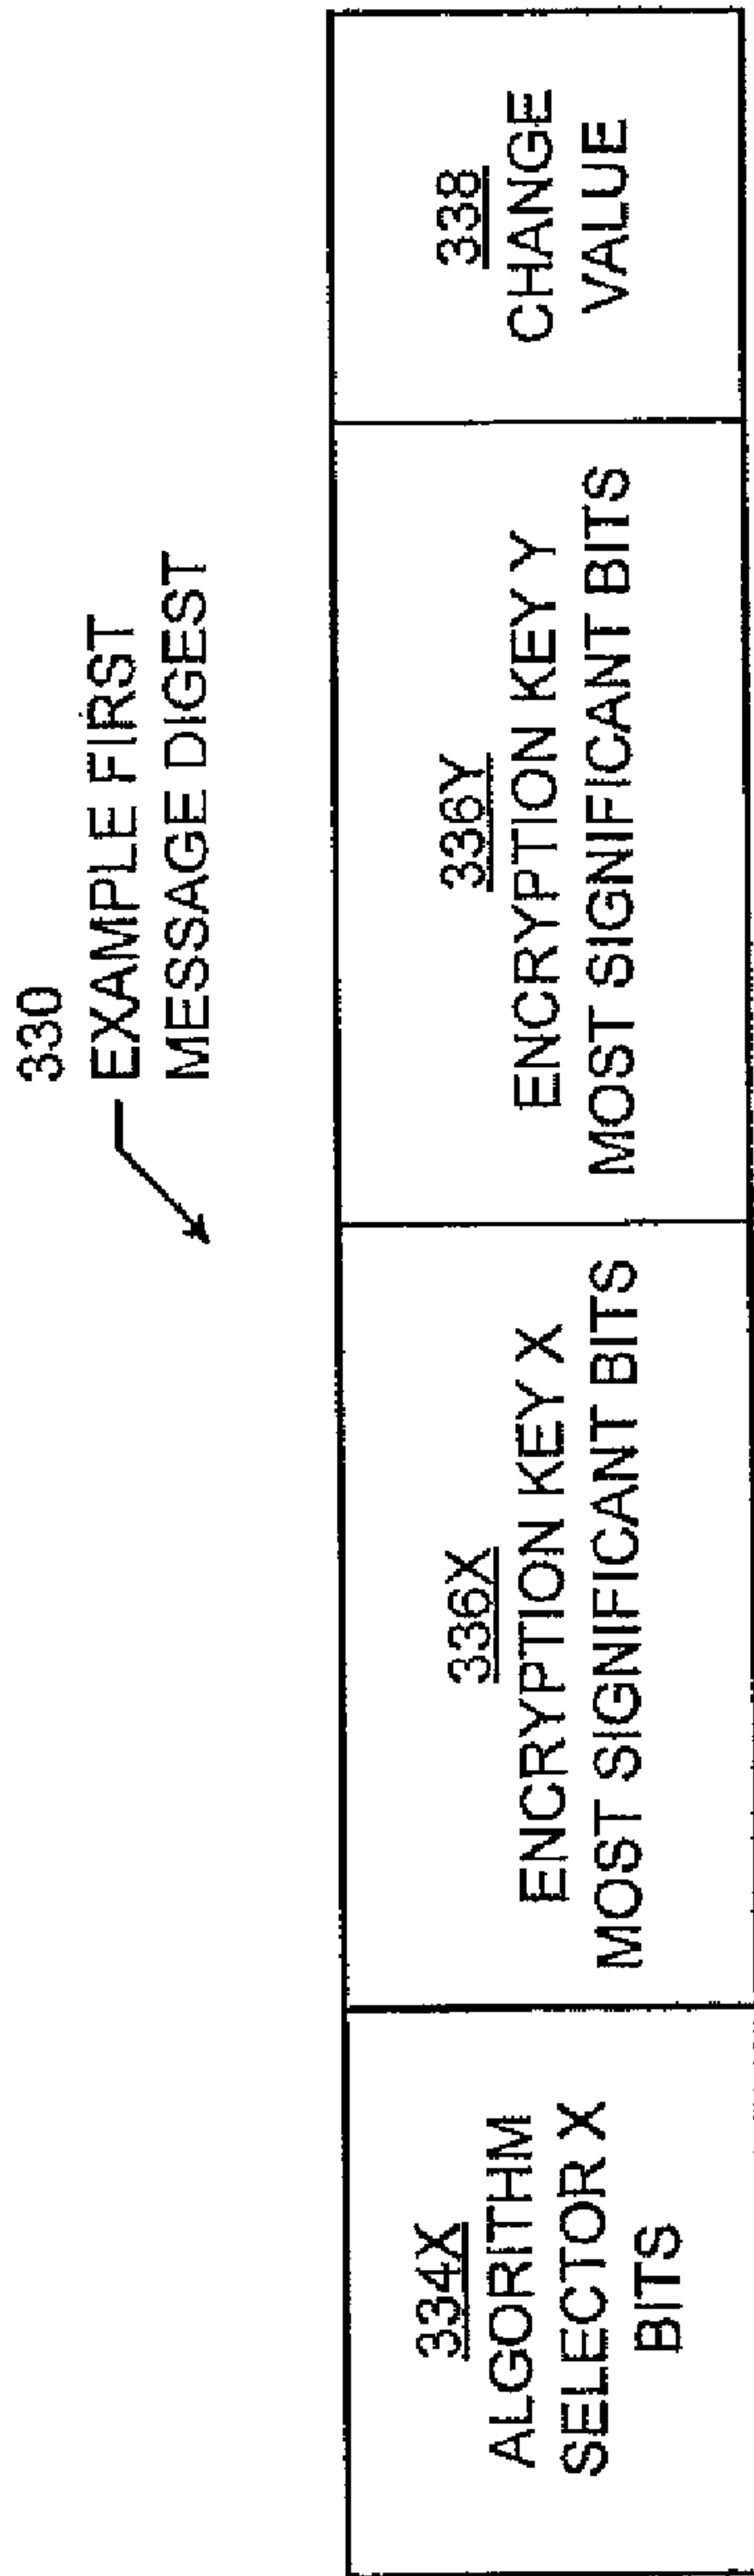 330
EXAMPLE FIRST
MESSAGE DIGEST
334X
ALGORITHM
SELECTOR X
BITS
336X
ENCRYPTION KEY X
MOST SIGNIFICANT BITS
336Y
ENCRYPTION KEY Y
MOST SIGNIFICANT BITS
338
CHANGE
VALUE